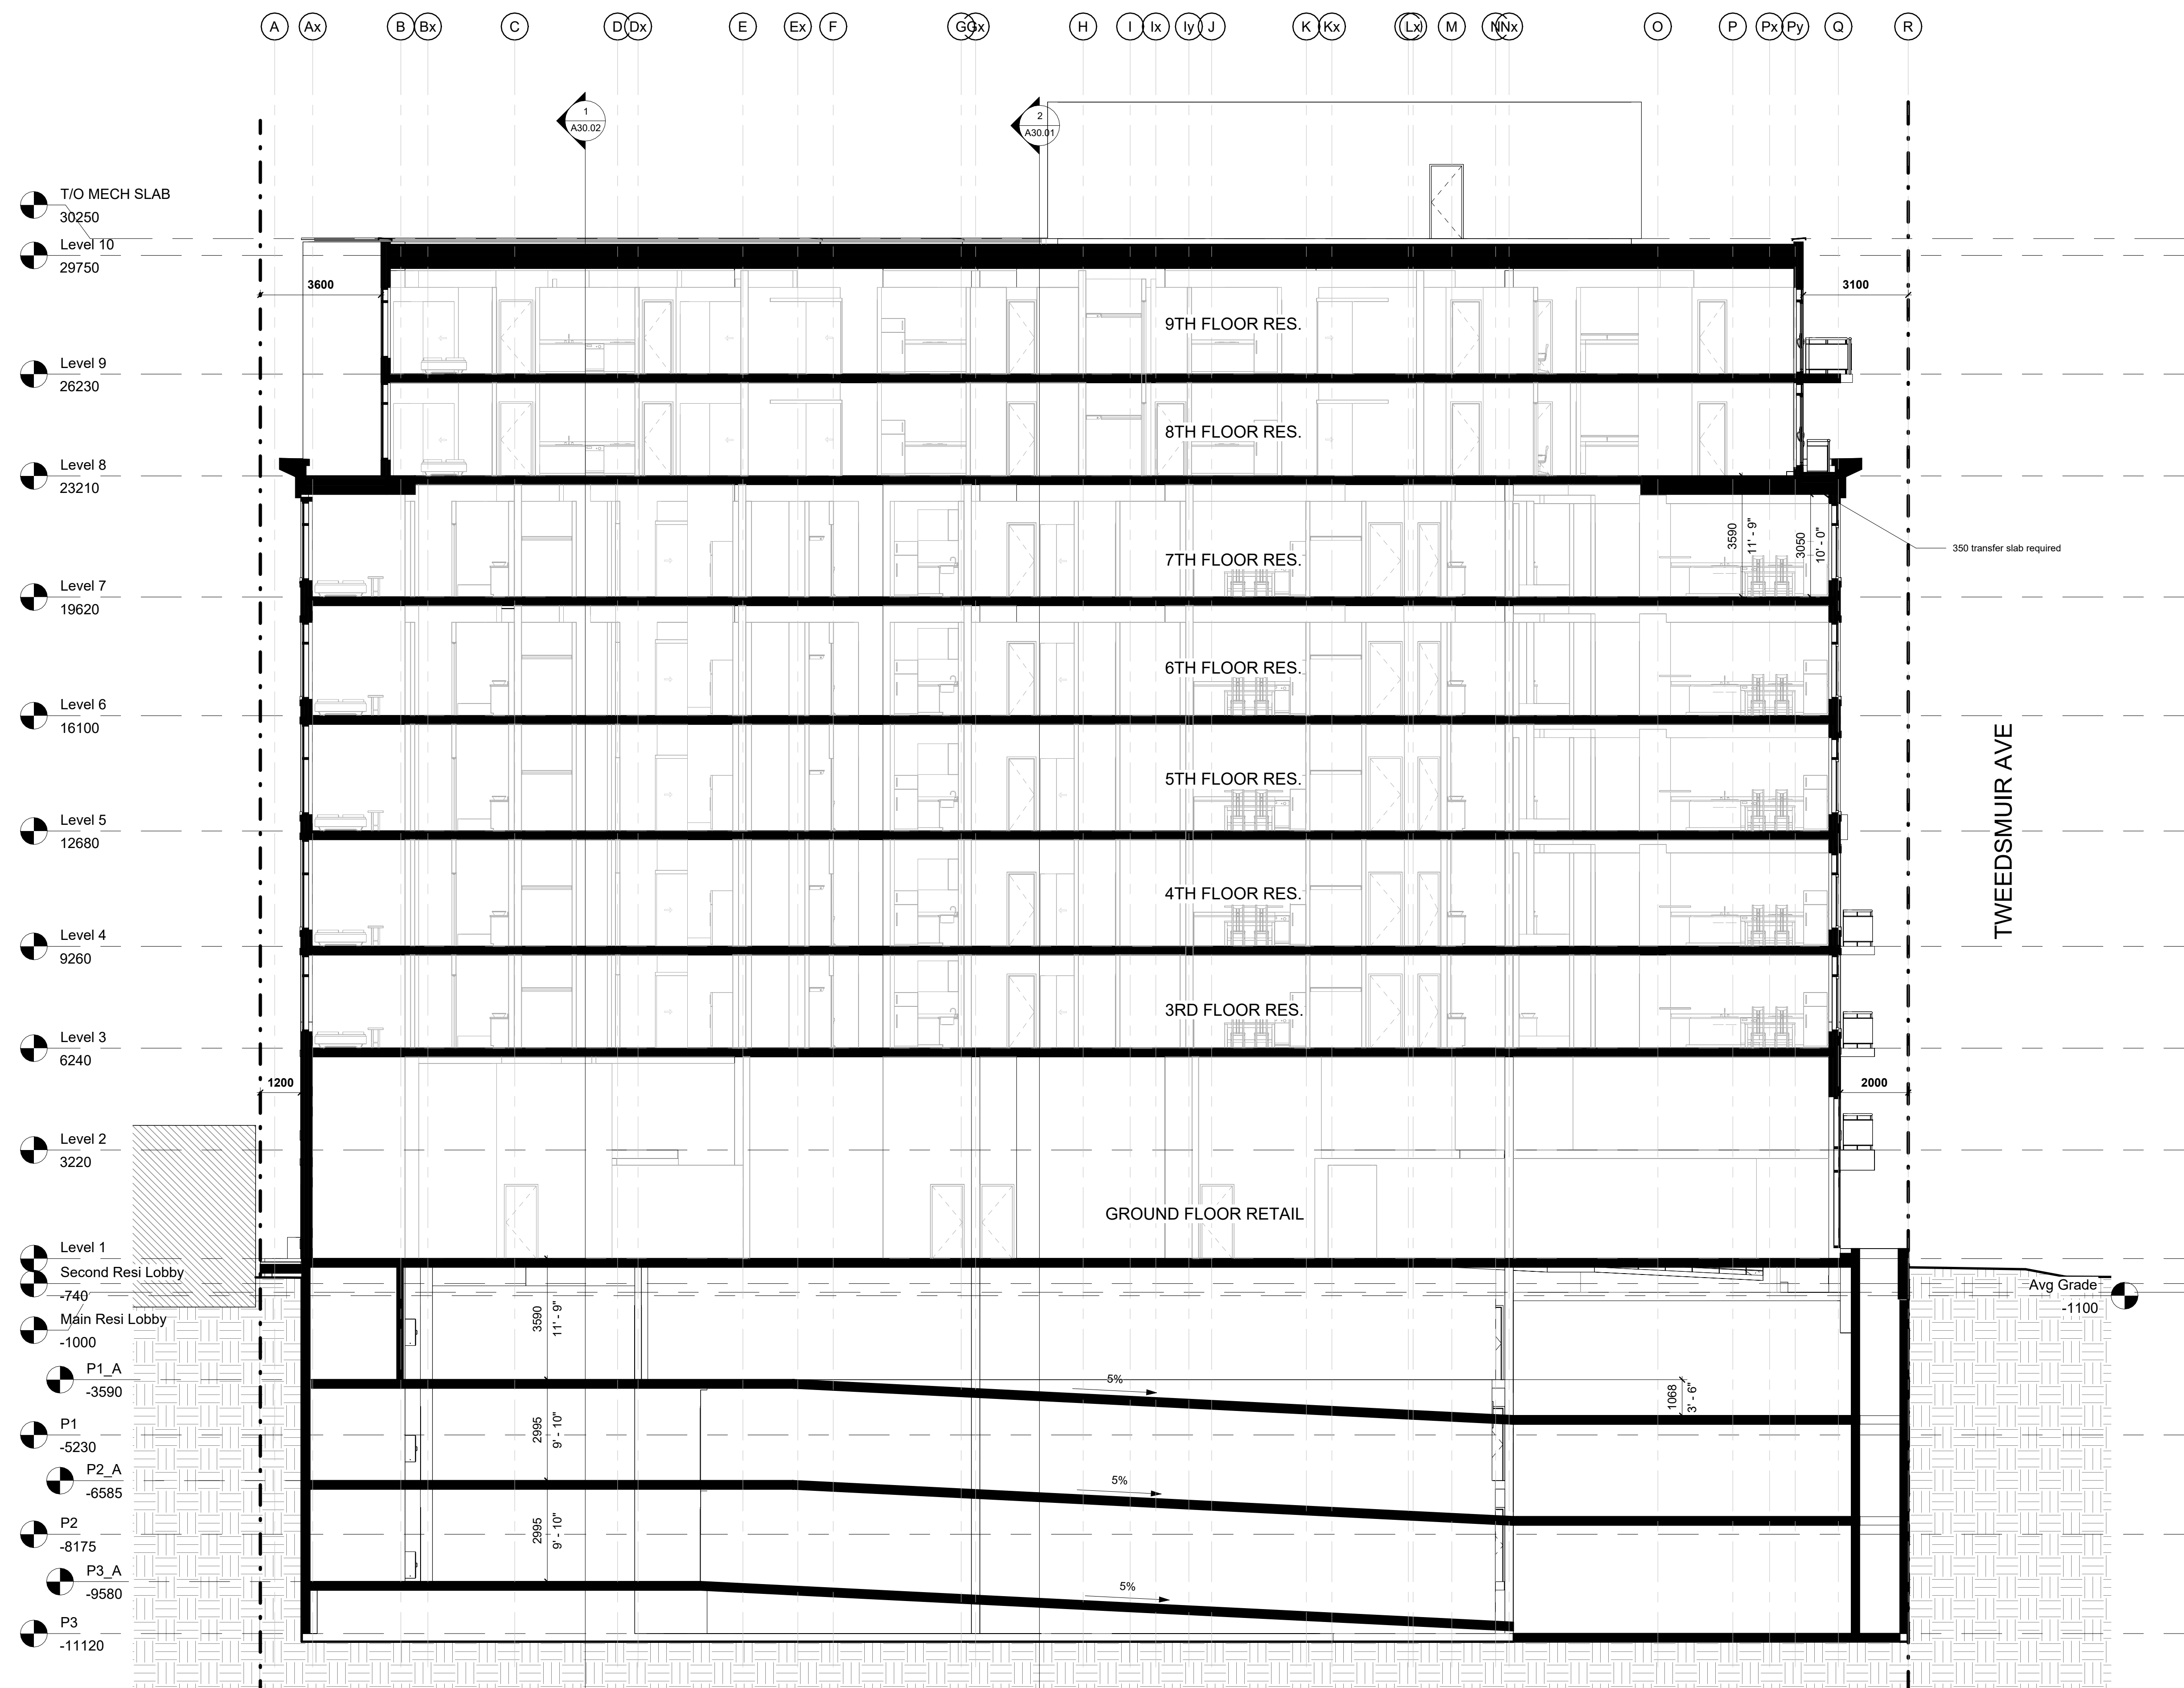 A Ax B Bx C D Dx E Ex F G Gx H I Ix Iy J K Kx Lx M N Nx O P Px Py Q R
1
A30.02
2
A30.01
T/O MECH SLAB
30250
Level 10
29750
3600
3100
9TH FLOOR RES.
Level 9
26230
8TH FLOOR RES.
Level 8
23210
3590
11' - 9"
3050
10' - 0"
350 transfer slab required
7TH FLOOR RES.
Level 7
19620
6TH FLOOR RES.
Level 6
16100
5TH FLOOR RES.
TWEEDSMUIR AVE
Level 5
12680
4TH FLOOR RES.
Level 4
9260
3RD FLOOR RES.
Level 3
6240
1200
2000
Level 2
3220
GROUND FLOOR RETAIL
Level 1
Second Resi Lobby
-740
Avg Grade
-1100
Main Resi Lobby
-1000
3590
11' - 9"
P1_A
-3590
5%
1068
3' - 6"
P1
-5230
2995
9' - 10"
P2_A
-6585
5%
P2
-8175
2995
9' - 10"
P3_A
-9580
5%
P3
-11120